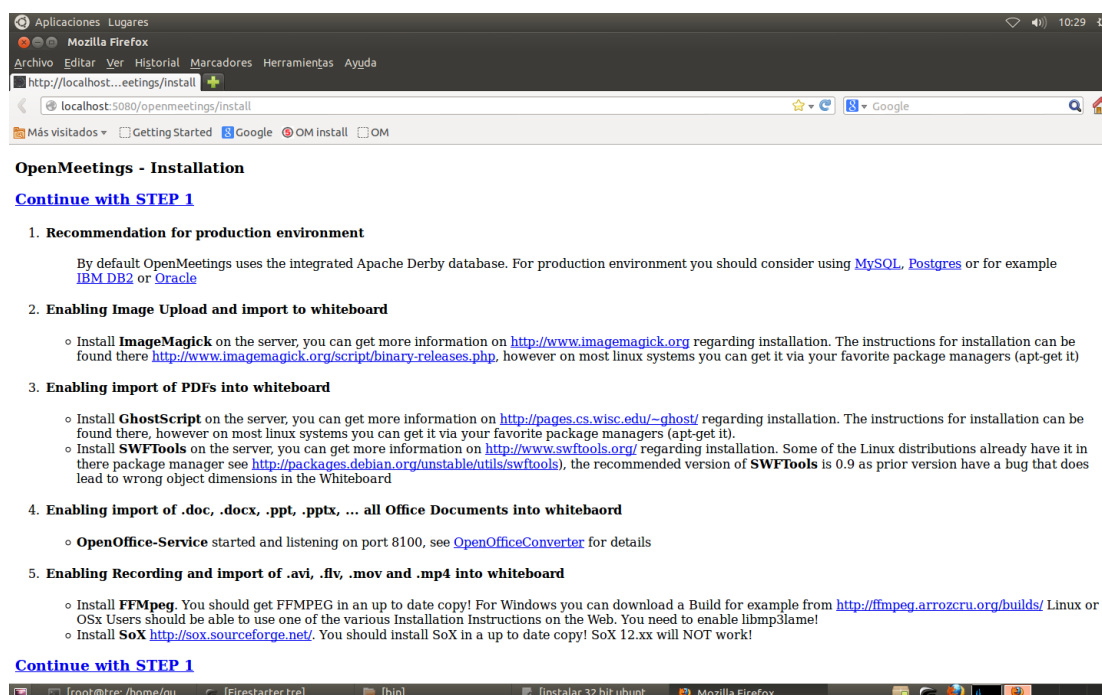 Aplicaciones Lugares 10:29
Mozilla Firefox
Archivo Editar Ver Historial Marcadores Herramientas Ayuda
http://localhost…eetings/install
localhost:5080/openmeetings/install Google
Más visitados Getting Started Google OM install OM
OpenMeetings - Installation
Continue with STEP 1
1. Recommendation for production environment
By default OpenMeetings uses the integrated Apache Derby database. For production environment you should consider using MySQL, Postgres or for example
IBM DB2 or Oracle
2. Enabling Image Upload and import to whiteboard
Install ImageMagick on the server, you can get more information on http://www.imagemagick.org regarding installation. The instructions for installation can be
found there http://www.imagemagick.org/script/binary-releases.php, however on most linux systems you can get it via your favorite package managers (apt-get it)
3. Enabling import of PDFs into whiteboard
Install GhostScript on the server, you can get more information on http://pages.cs.wisc.edu/~ghost/ regarding installation. The instructions for installation can be
found there, however on most linux systems you can get it via your favorite package managers (apt-get it).
Install SWFTools on the server, you can get more information on http://www.swftools.org/ regarding installation. Some of the Linux distributions already have it in
there package manager see http://packages.debian.org/unstable/utils/swftools), the recommended version of SWFTools is 0.9 as prior version have a bug that does
lead to wrong object dimensions in the Whiteboard
4. Enabling import of .doc, .docx, .ppt, .pptx, ... all Office Documents into whitebaord
OpenOffice-Service started and listening on port 8100, see OpenOfficeConverter for details
5. Enabling Recording and import of .avi, .flv, .mov and .mp4 into whiteboard
Install FFMpeg. You should get FFMPEG in an up to date copy! For Windows you can download a Build for example from http://ffmpeg.arrozcru.org/builds/ Linux or
OSx Users should be able to use one of the various Installation Instructions on the Web. You need to enable libmp3lame!
Install SoX http://sox.sourceforge.net/. You should install SoX in a up to date copy! SoX 12.xx will NOT work!
Continue with STEP 1
[root@tre: /home/gu... [Firestarter tre] [bin] [instalar 32 bit ubunt... Mozilla Firefox